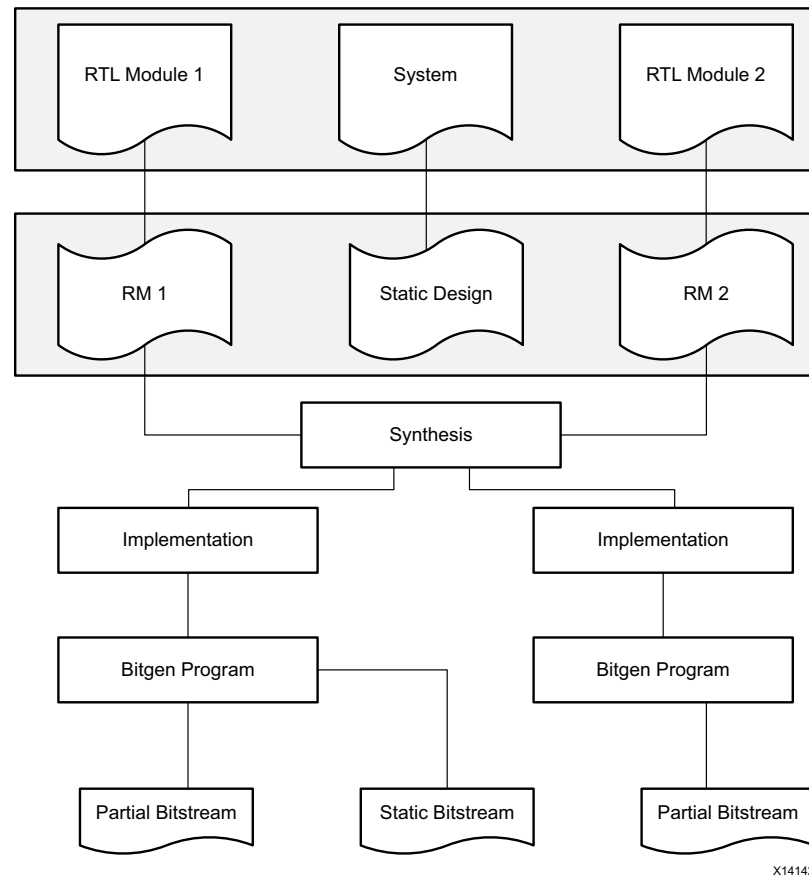 RTL Module 1
System
RTL Module 2
RM 1
Static Design
RM 2
Synthesis
Implementation
Implementation
Bitgen Program
Bitgen Program
Partial Bitstream
Static Bitstream
Partial Bitstream